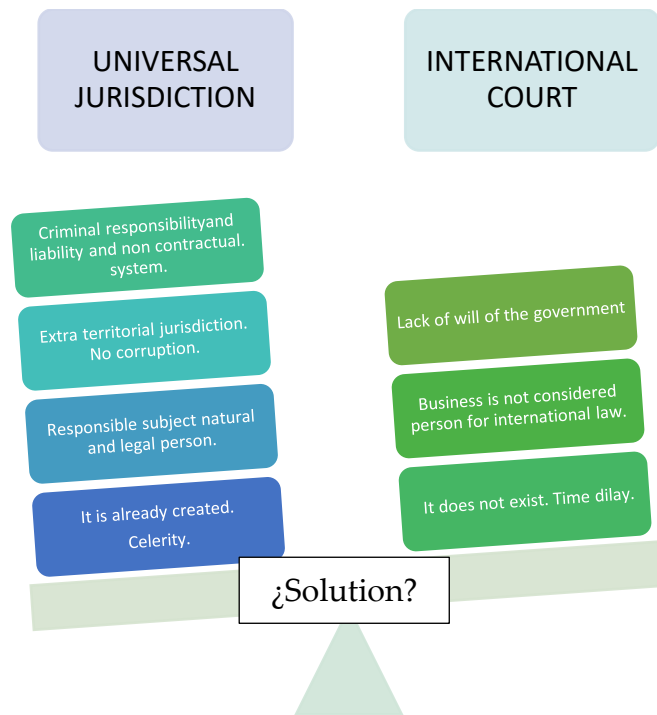 UNIVERSAL
JURISDICTION
INTERNATIONAL
COURT
Criminal responsibilityand
liability and non contractual.
system.
Extra territorial jurisdiction.
No corruption.
Responsible subject natural
and legal person.
It is already created.
Celerity.
Lack of will of the government
Business is not considered
person for international law.
It does not exist. Time dilay.
¿Solution?